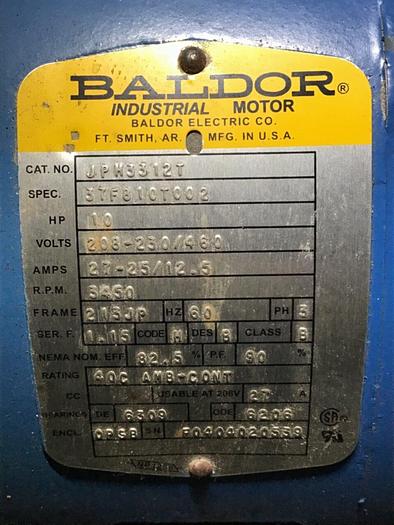 BALDOR®
INDUSTRIAL MOTOR
BALDOR ELECTRIC CO.
FT. SMITH, AR. MFG. IN U.S.A.
CAT. NO. JPM3312T
SPEC. 37F610T002
HP 10
VOLTS 208-230/460
AMPS 27-25/12.5
R.P.M. 3450
FRAME 215JP HZ 60 PH 3
SER. F. 1.15 CODE H DES B CLASS B
NEMA NOM. EFF. 82.5 % P.F. 90 %
RATING 40C AMB-CONT
CC USABLE AT 208V 27 A
BEARINGS DE 6309 ODE 6206
ENCL OPSB SN F0404020539